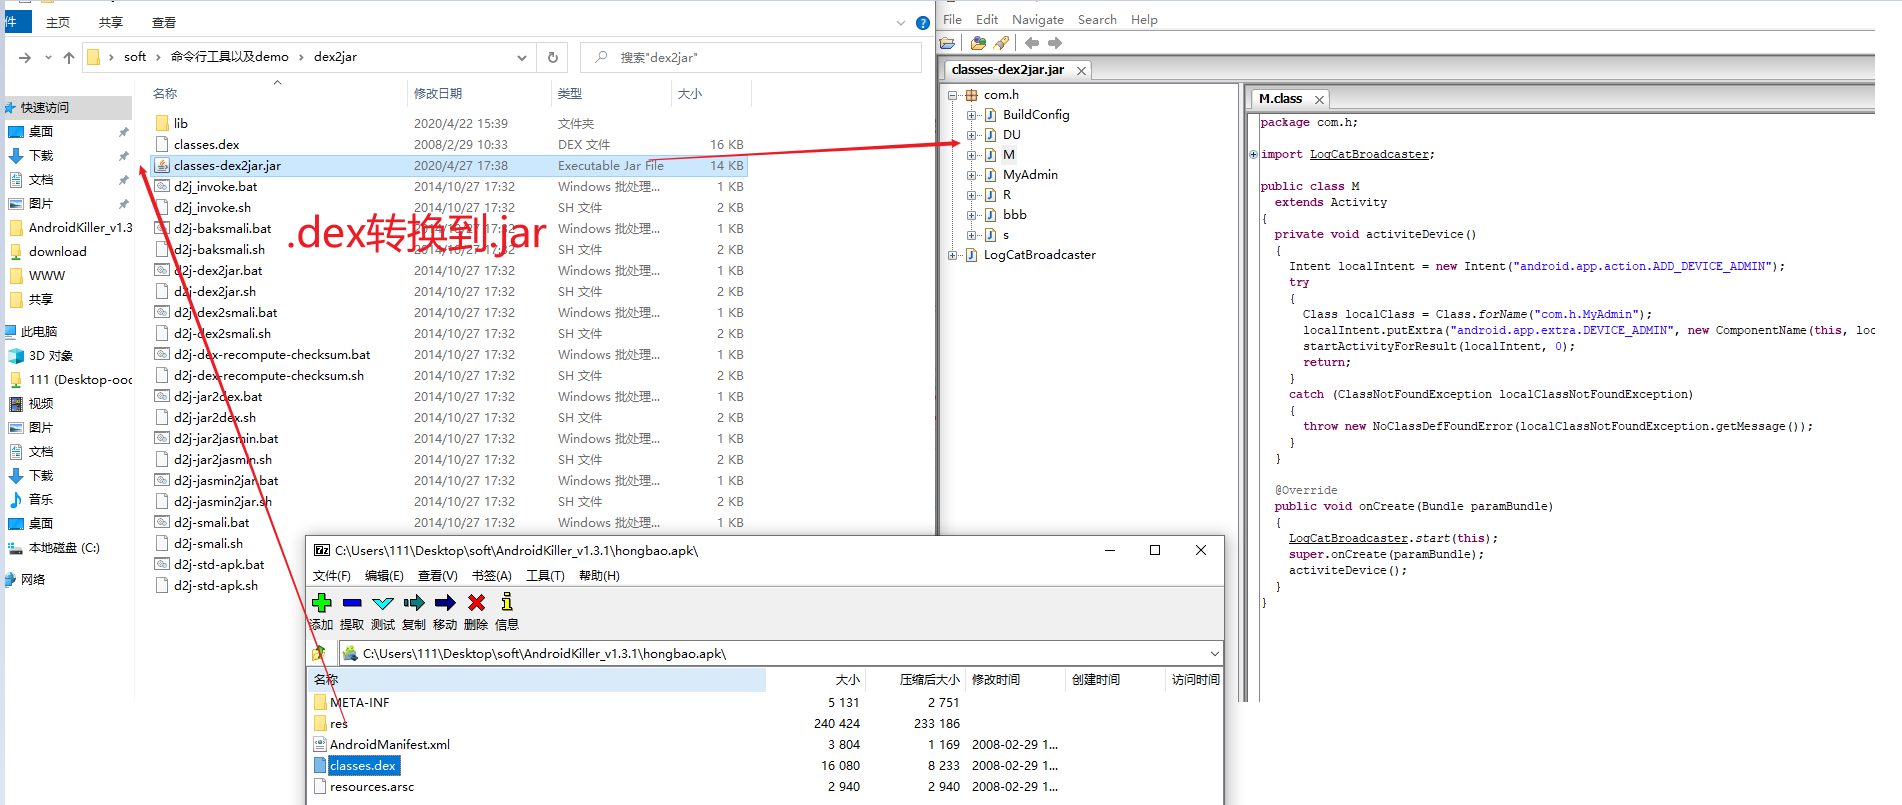 件 主页 共享 查看
soft 命令行工具以及demo dex2jar 搜索"dex2jar"
快速访问
桌面
下载
文档
图片
AndroidKiller_v1.3
download
WWW
共享
此电脑
3D 对象
111 (Desktop-ooc
视频
图片
文档
下载
音乐
桌面
本地磁盘 (C:)
网络
名称 修改日期 类型 大小
lib 2020/4/22 15:39 文件夹
classes.dex 2008/2/29 10:33 DEX 文件 16 KB
classes-dex2jar.jar 2020/4/27 17:38 Executable Jar File 14 KB
d2j_invoke.bat 2014/10/27 17:32 Windows 批处理... 1 KB
d2j_invoke.sh 2014/10/27 17:32 SH 文件 2 KB
d2j-baksmali.bat 2014/10/27 17:32 Windows 批处理... 1 KB
d2j-baksmali.sh 2014/10/27 17:32 SH 文件 2 KB
d2j-dex2jar.bat 2014/10/27 17:32 Windows 批处理... 1 KB
d2j-dex2jar.sh 2014/10/27 17:32 SH 文件 2 KB
d2j-dex2smali.bat 2014/10/27 17:32 Windows 批处理... 1 KB
d2j-dex2smali.sh 2014/10/27 17:32 SH 文件 2 KB
d2j-dex-recompute-checksum.bat 2014/10/27 17:32 Windows 批处理... 1 KB
d2j-dex-recompute-checksum.sh 2014/10/27 17:32 SH 文件 2 KB
d2j-jar2dex.bat 2014/10/27 17:32 Windows 批处理... 1 KB
d2j-jar2dex.sh 2014/10/27 17:32 SH 文件 2 KB
d2j-jar2jasmin.bat 2014/10/27 17:32 Windows 批处理... 1 KB
d2j-jar2jasmin.sh 2014/10/27 17:32 SH 文件 2 KB
d2j-jasmin2jar.bat 2014/10/27 17:32 Windows 批处理... 1 KB
d2j-jasmin2jar.sh 2014/10/27 17:32 SH 文件 2 KB
d2j-smali.bat 2014/10/27 17:32 Windows 批处理... 1 KB
d2j-smali.sh
d2j-std-apk.bat
d2j-std-apk.sh
.dex转换到.jar
C:\Users\111\Desktop\soft\AndroidKiller_v1.3.1\hongbao.apk\
文件(F) 编辑(E) 查看(V) 书签(A) 工具(T) 帮助(H)
添加 提取 测试 复制 移动 删除 信息
C:\Users\111\Desktop\soft\AndroidKiller_v1.3.1\hongbao.apk\
名称 大小 压缩后大小 修改时间 创建时间 访问时间
META-INF 5 131 2 751
res 240 424 233 186
AndroidManifest.xml 3 804 1 169 2008-02-29 1...
classes.dex 16 080 8 233 2008-02-29 1...
resources.arsc 2 940 2 940 2008-02-29 1...
File Edit Navigate Search Help
classes-dex2jar.jar
com.h
BuildConfig
DU
M
MyAdmin
R
bbb
s
LogCatBroadcaster
M.class
package com.h;
import LogCatBroadcaster;
public class M
extends Activity
{
private void activiteDevice()
{
Intent localIntent = new Intent("android.app.action.ADD_DEVICE_ADMIN");
try
{
Class localClass = Class.forName("com.h.MyAdmin");
localIntent.putExtra("android.app.extra.DEVICE_ADMIN", new ComponentName(this, loc
startActivityForResult(localIntent, 0);
return;
}
catch (ClassNotFoundException localClassNotFoundException)
{
throw new NoClassDefFoundError(localClassNotFoundException.getMessage());
}
}
@Override
public void onCreate(Bundle paramBundle)
{
LogCatBroadcaster.start(this);
super.onCreate(paramBundle);
activiteDevice();
}
}